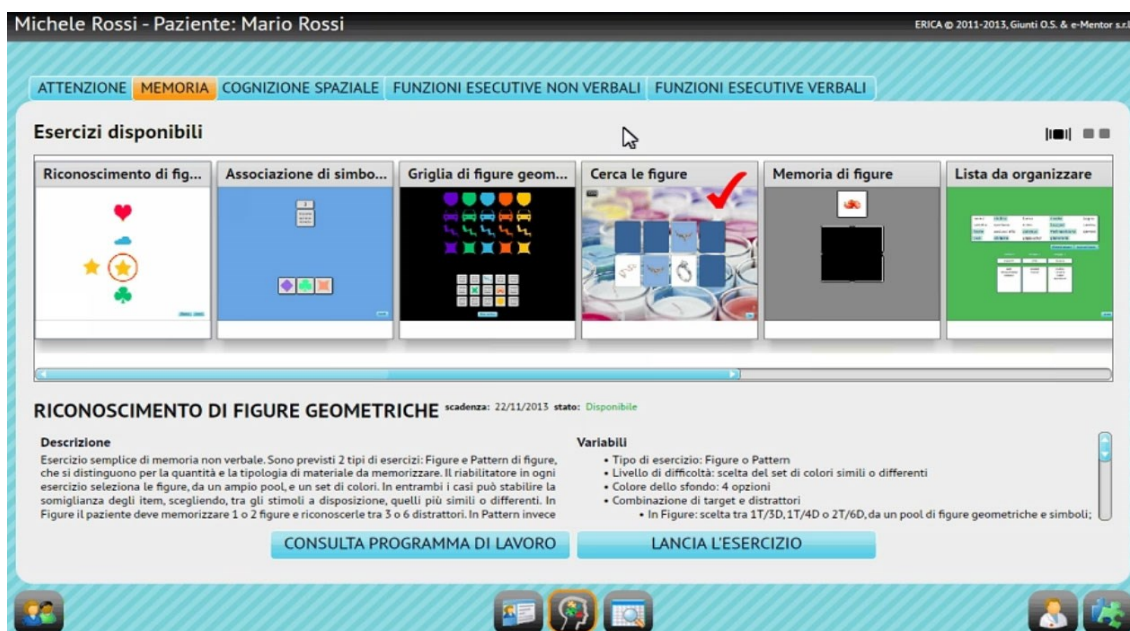 Michele Rossi - Paziente: Mario Rossi
ERICA © 2011-2013, Giunti O.S. & e-Mentor s.r.l
ATTENZIONE MEMORIA COGNIZIONE SPAZIALE FUNZIONI ESECUTIVE NON VERBALI FUNZIONI ESECUTIVE VERBALI
Esercizi disponibili
Riconoscimento di fig... Associazione di simbo... Griglia di figure geom... Cerca le figure Memoria di figure Lista da organizzare
RICONOSCIMENTO DI FIGURE GEOMETRICHE scadenza: 22/11/2013 stato: Disponibile
Descrizione
Esercizio semplice di memoria non verbale. Sono previsti 2 tipi di esercizi: Figure e Pattern di figure,
che si distinguono per la quantità e la tipologia di materiale da memorizzare. Il riabilitatore in ogni
esercizio seleziona le figure, da un ampio pool, e un set di colori. In entrambi i casi può stabilire la
somiglianza degli item, scegliendo, tra gli stimoli a disposizione, quelli più simili o differenti. In
Figure il paziente deve memorizzare 1 o 2 figure e riconoscerle tra 3 o 6 distrattori. In Pattern invece
Variabili
• Tipo di esercizio: Figure o Pattern
• Livello di difficoltà: scelta del set di colori simili o differenti
• Colore dello sfondo: 4 opzioni
• Combinazione di target e distrattori
• In Figure: scelta tra 1T/3D, 1T/4D o 2T/6D, da un pool di figure geometriche e simboli;
CONSULTA PROGRAMMA DI LAVORO LANCIA L'ESERCIZIO